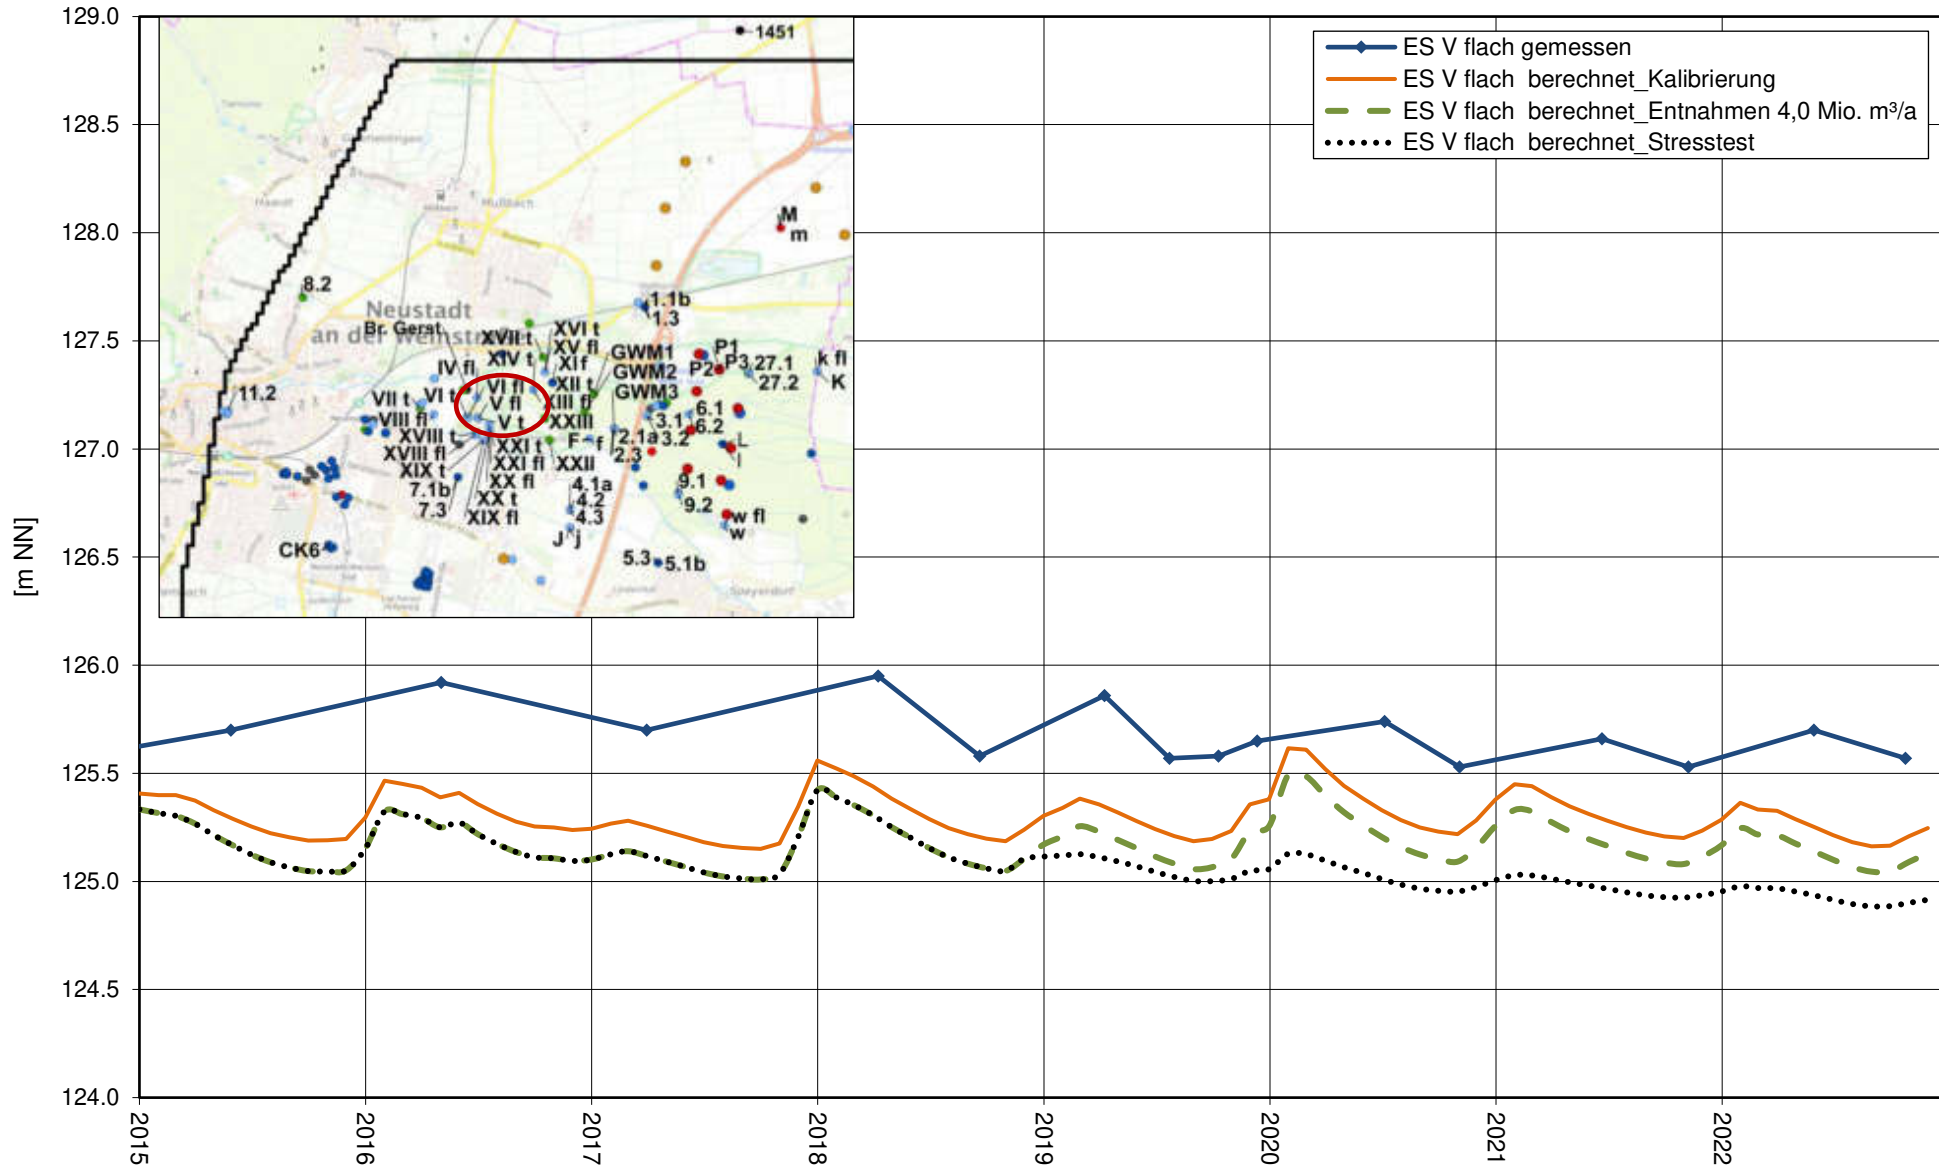 129.0
128.5
128.0
127.5
127.0
126.5
126.0
125.5
125.0
124.5
124.0
[m NN]
2015
2016
2017
2018
2019
2020
2021
2022
ES V flach gemessen
ES V flach berechnet_Kalibrierung
ES V flach berechnet_Entnahmen 4,0 Mio. m³/a
ES V flach berechnet_Stresstest
1451
M
m
8.2
Neustadt
an der Weinstraße
Br. Gerst
1.1b
1.3
XVII t
XVI t
XV fl
XIV t
XI f
GWM1
GWM2
GWM3
P1
P2
P3
27.1
27.2
k fl
K
IV fl
XII t
11.2
VII t
VI t
VI fl
V fl
V t
XIII fl
XXIII
VIII fl
XVIII t
XVIII fl
XIX t
XXI t
XXI fl
XX fl
XXII
XX t
XIX fl
7.1b
7.3
F
f
2.1a
2.3
3.1
3.2
6.1
6.2
L
l
4.1a
4.2
4.3
J
j
9.1
9.2
w fl
w
CK6
5.3
5.1b
Speyerdorf
Mußbach
Haardt